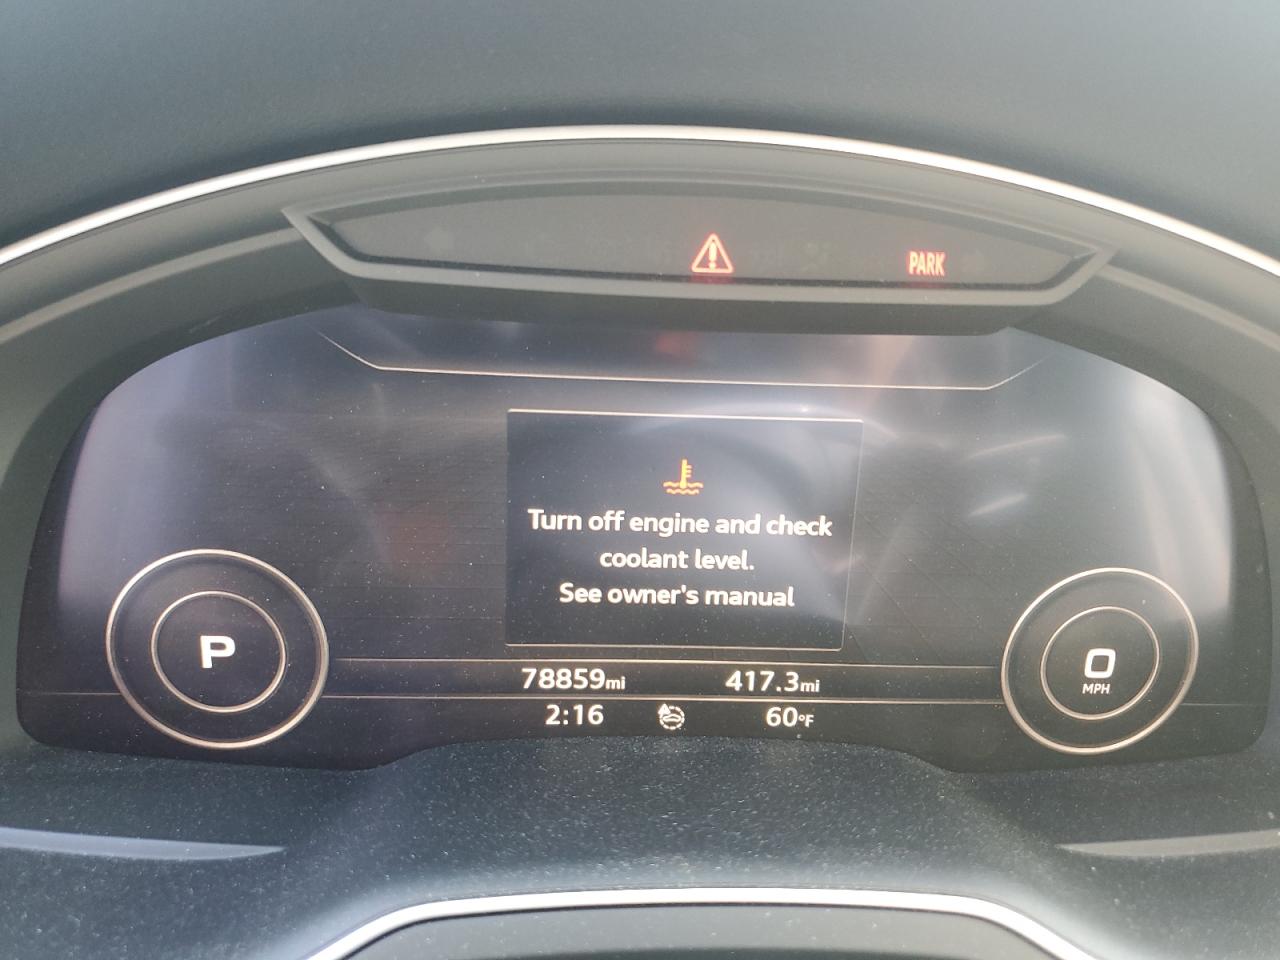 PARK
Turn off engine and check
coolant level.
See owner's manual
P
0
MPH
78859mi 417.3mi
2:16 60°F